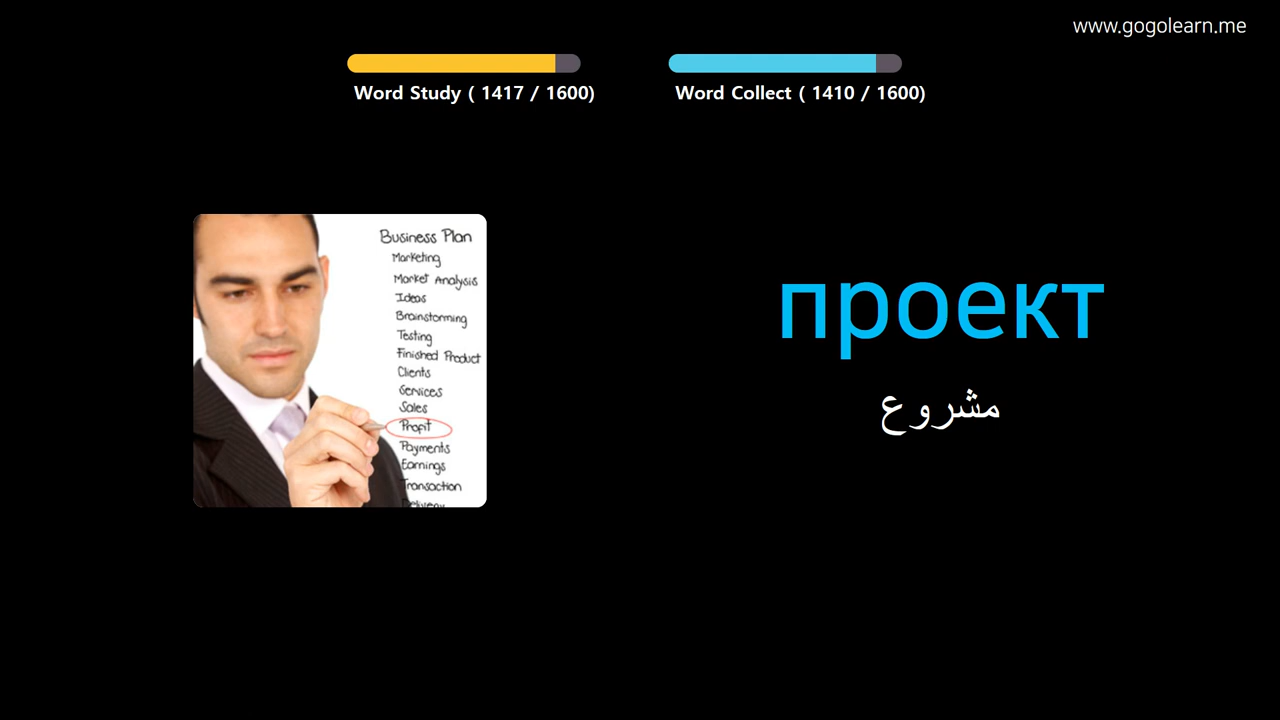 www.gogolearn.me
Word Study ( 1417 / 1600)
Word Collect ( 1410 / 1600)
Business Plan
Marketing
Market Analysis
Ideas
Brainstorming
Testing
Finished Product
Clients
Services
Sales
Profit
Payments
Earnings
Transaction
Delivery
проект
مشروع